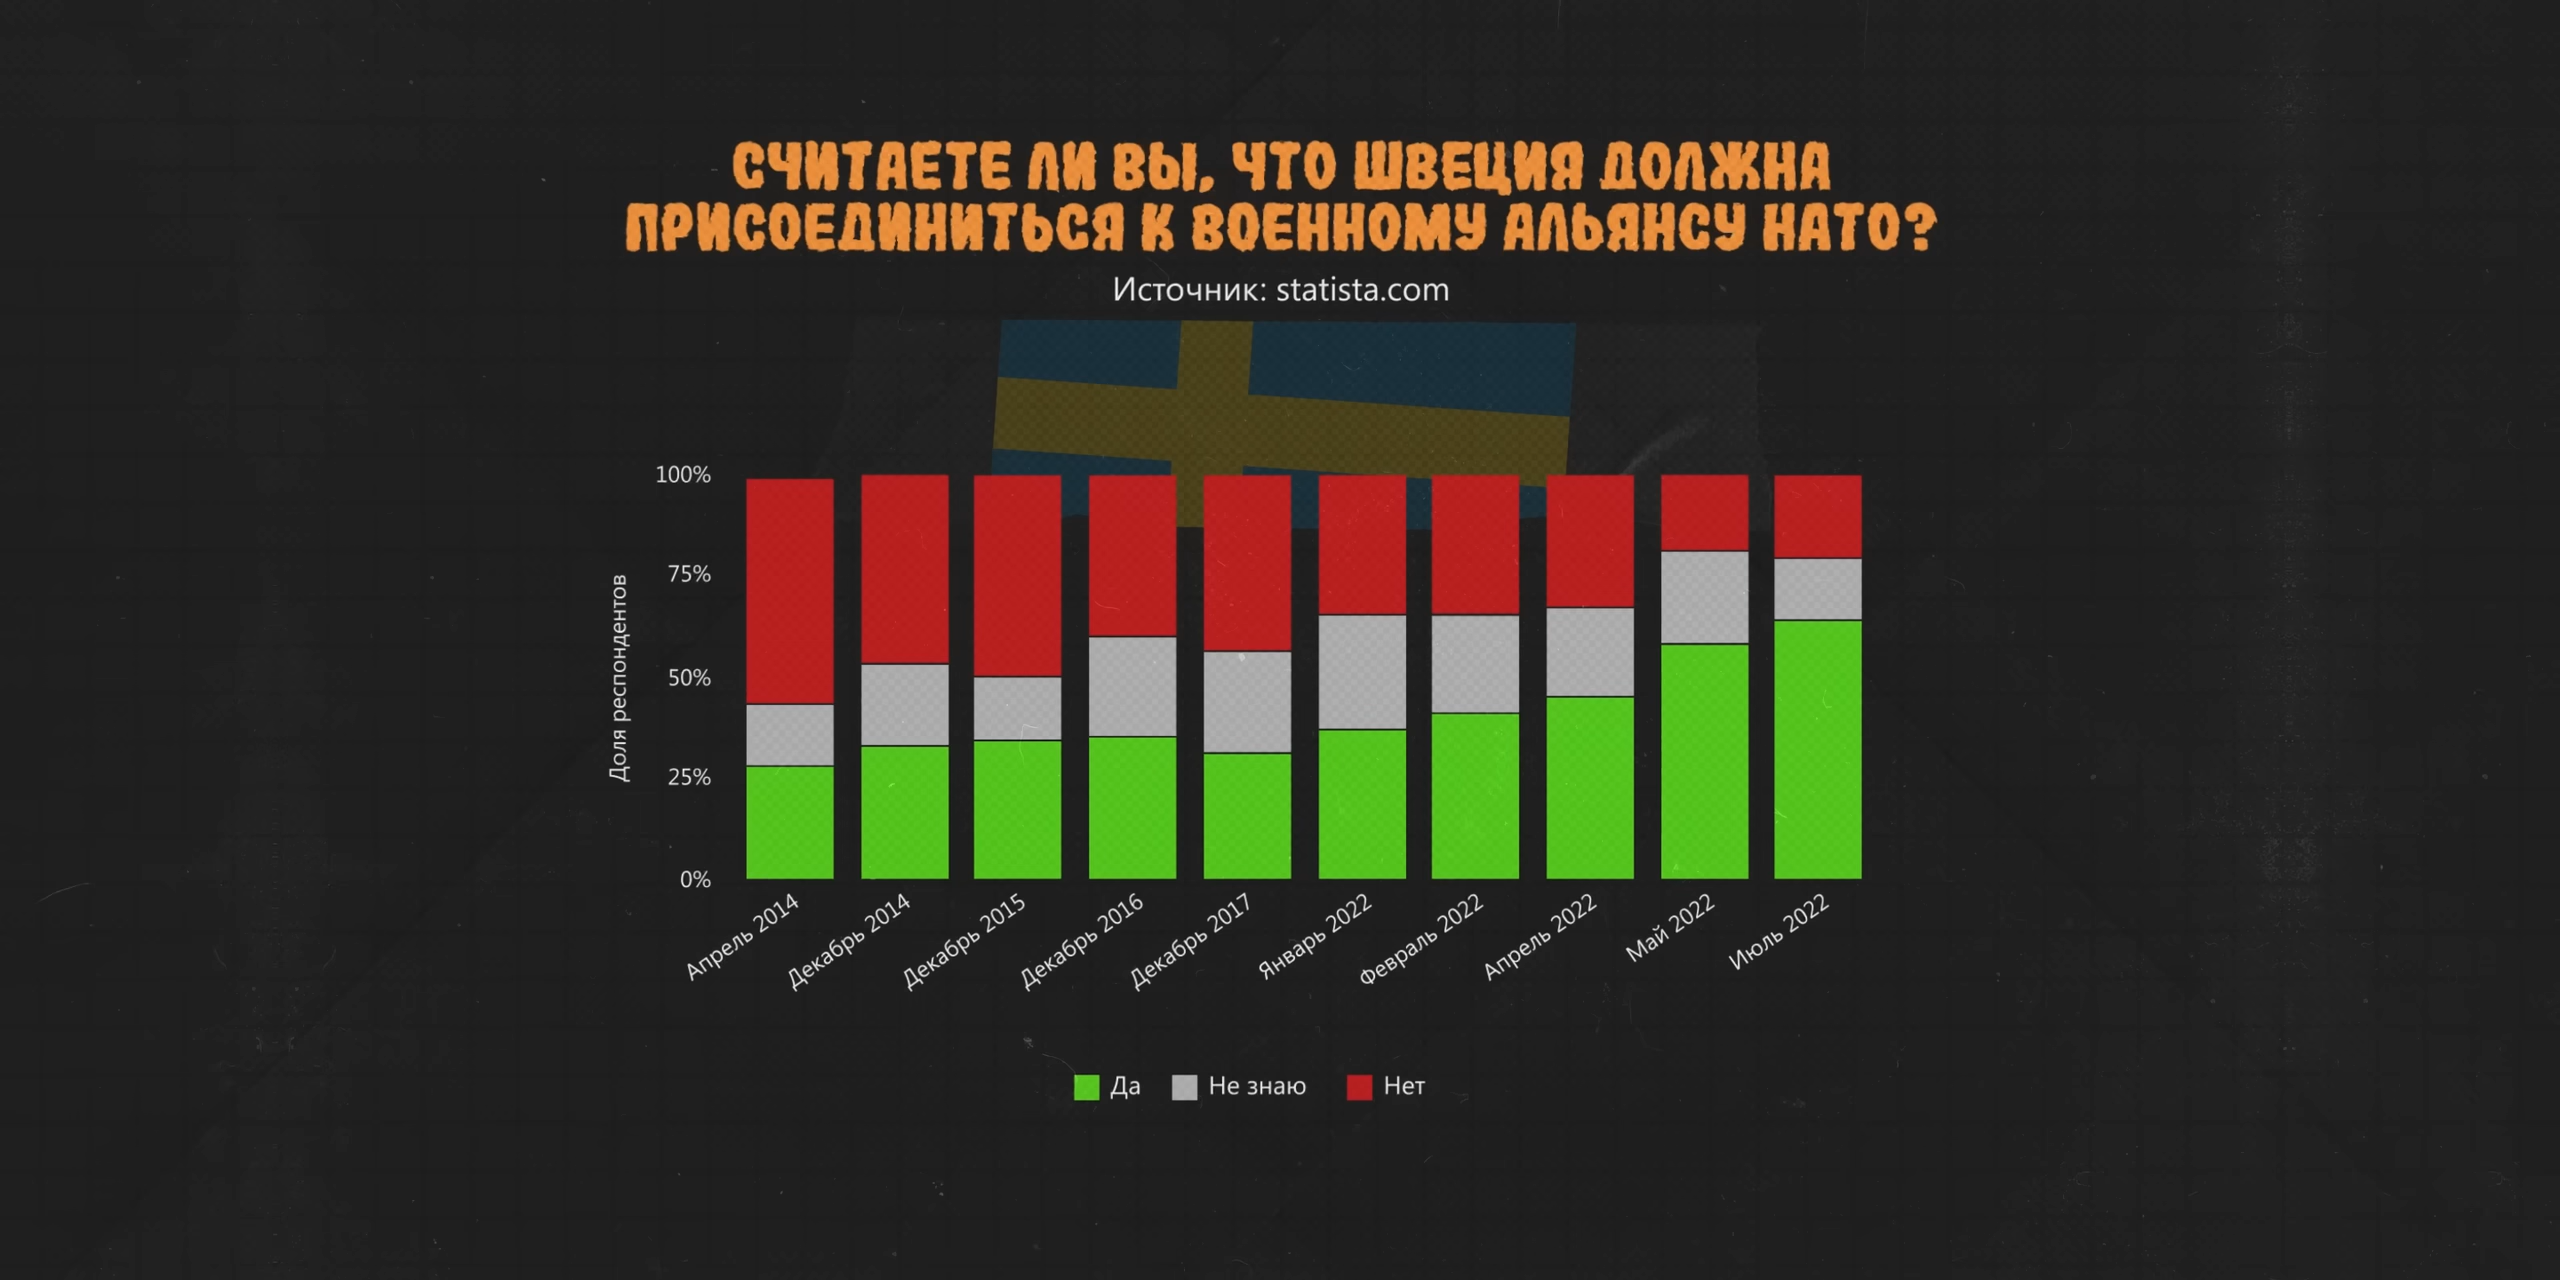 СЧИТАЕТЕ ЛИ ВЫ, ЧТО ШВЕЦИЯ ДОЛЖНА
ПРИСОЕДИНИТЬСЯ К ВОЕННОМУ АЛЬЯНСУ НАТО?
Источник: statista.com
Доля респондентов
100%
75%
50%
25%
0%
Апрель 2014
Декабрь 2014
Декабрь 2015
Декабрь 2016
Декабрь 2017
Январь 2022
Февраль 2022
Апрель 2022
Май 2022
Июль 2022
Да
Не знаю
Нет